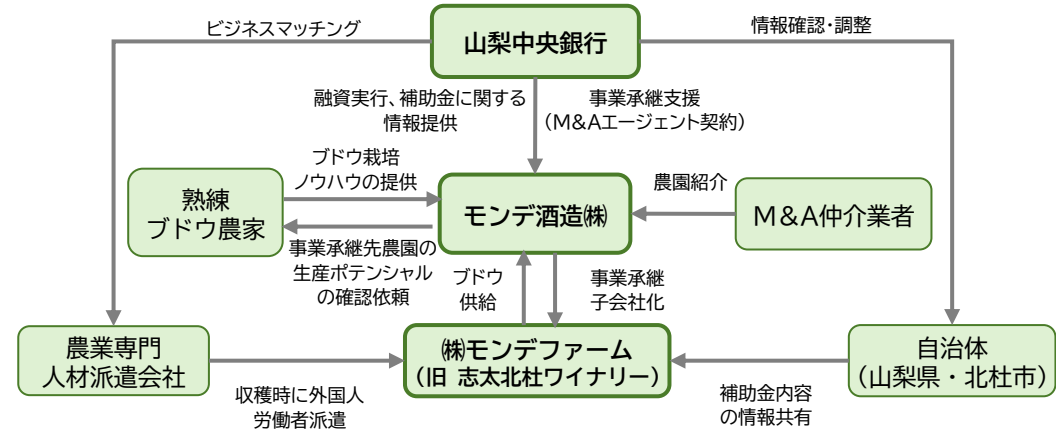 ビジネスマッチング
山梨中央銀行
情報確認・調整
融資実行、補助金に関する
情報提供
事業承継支援
（M&Aエージェント契約）
ブドウ栽培
ノウハウの提供
農園紹介
熟練
ブドウ農家
モンデ酒造㈱
M&A仲介業者
事業承継先農園の
生産ポテンシャル
の確認依頼
ブドウ
供給
事業承継
子会社化
農業専門
人材派遣会社
㈱モンデファーム
（旧 志太北杜ワイナリー）
自治体
（山梨県・北杜市）
収穫時に外国人
労働者派遣
補助金内容
の情報共有